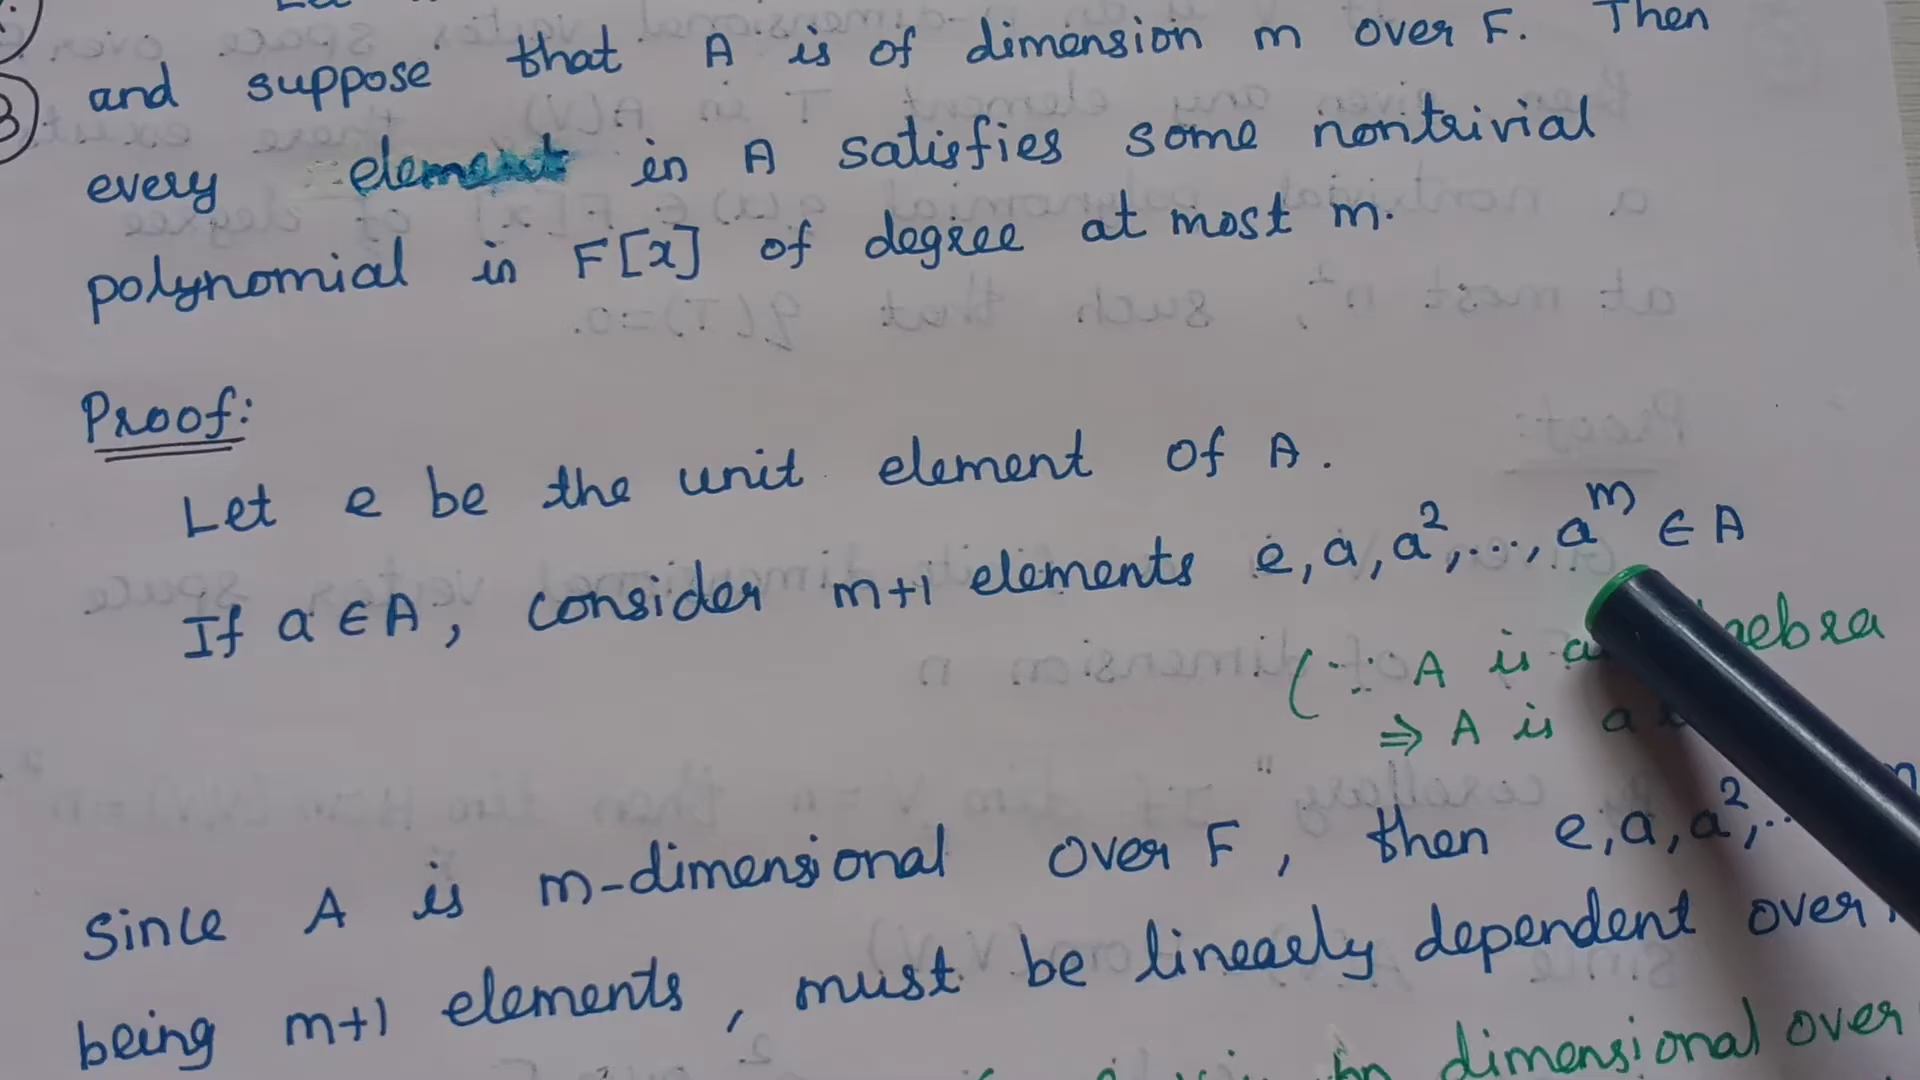 and suppose that A is of dimension m over F. Then
every element in A satisfies some nontrivial
polynomial in F[x] of degree at most m.
Proof:
Let e be the unit element of A.
If a ∈ A, consider m+1 elements e, a, a², ..., aᵐ ∈ A
(∵ A is
⇒ A is a
Since A is m-dimensional over F, then e, a, a², ..
being m+1 elements, must be linearly dependent over
dimensional over